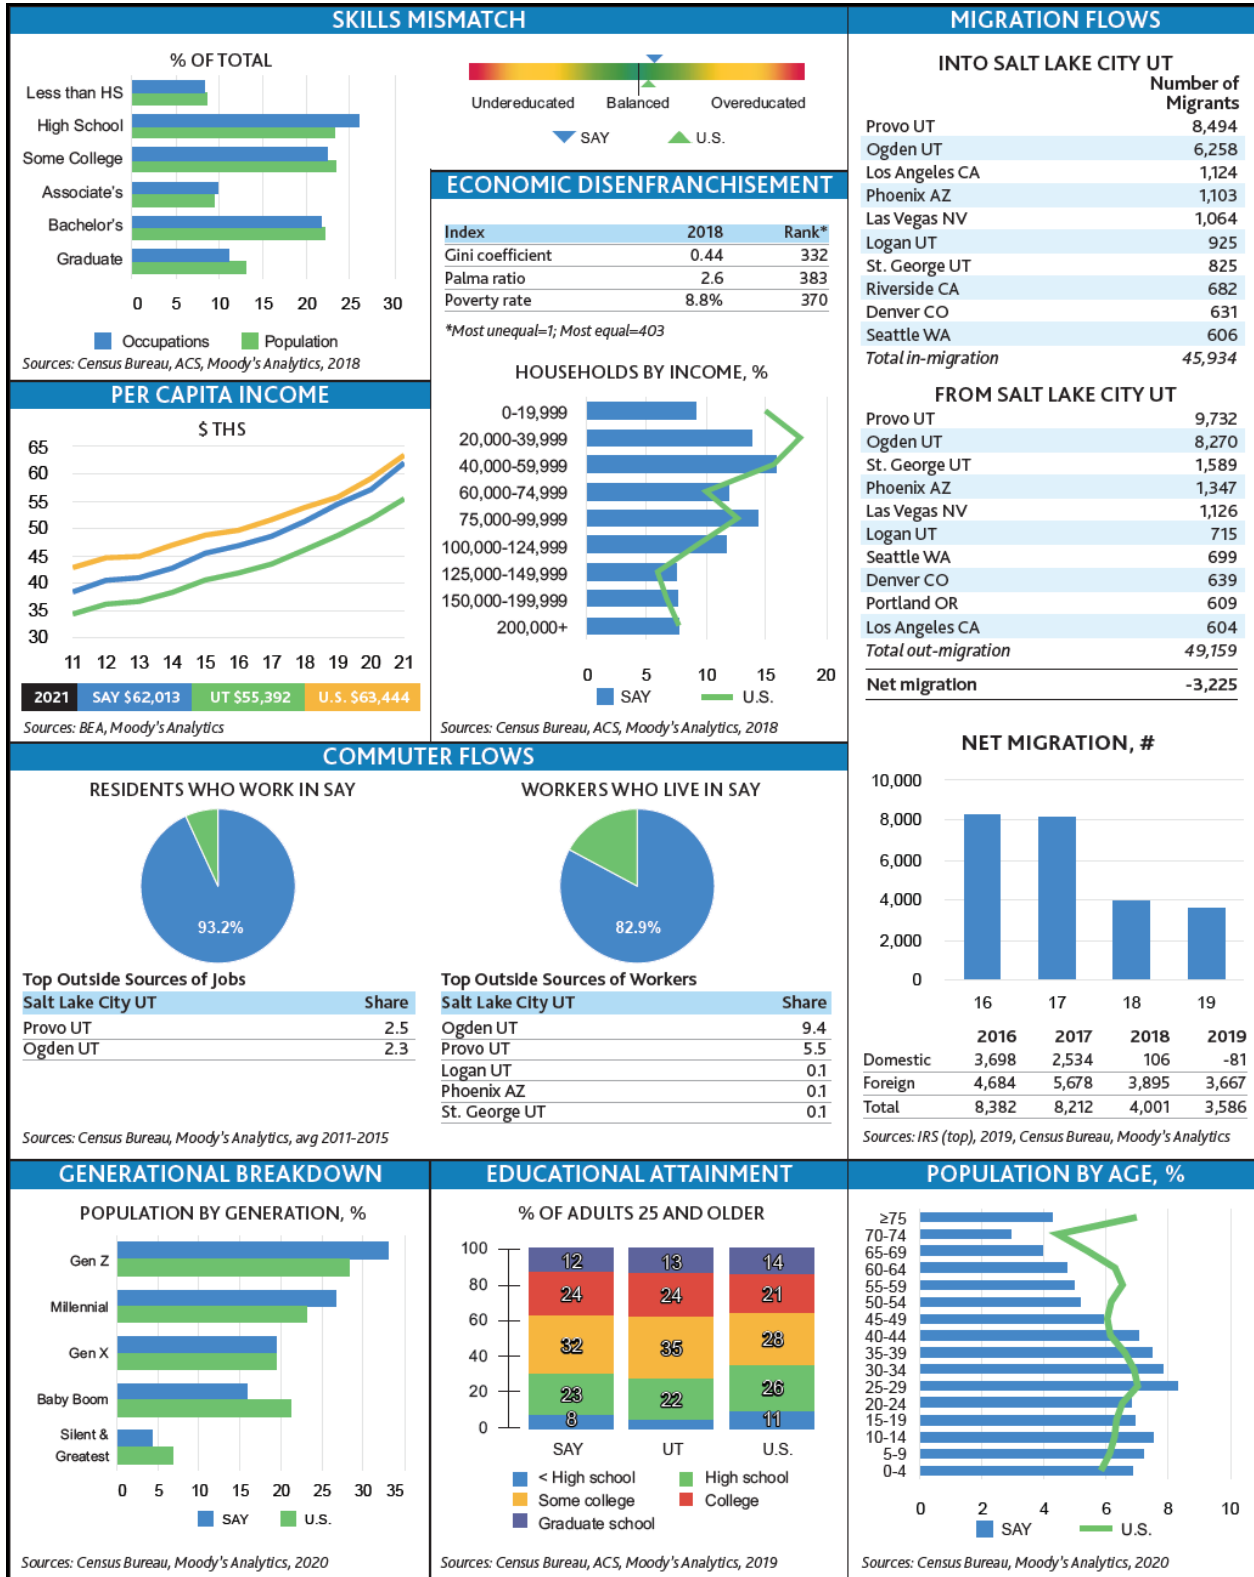 SKILLS MISMATCH
% OF TOTAL
Less than HS
High School
Some College
Associate's
Bachelor's
Graduate
0 5 10 15 20 25 30
Occupations Population
Sources: Census Bureau, ACS, Moody's Analytics, 2018
Undereducated Balanced Overeducated
SAY U.S.
ECONOMIC DISENFRANCHISEMENT
Index 2018 Rank*
Gini coefficient 0.44 332
Palma ratio 2.6 383
Poverty rate 8.8% 370
*Most unequal=1; Most equal=403
HOUSEHOLDS BY INCOME, %
0-19,999
20,000-39,999
40,000-59,999
60,000-74,999
75,000-99,999
100,000-124,999
125,000-149,999
150,000-199,999
200,000+
0 5 10 15 20
SAY U.S.
Sources: Census Bureau, ACS, Moody's Analytics, 2018
PER CAPITA INCOME
$ THS
65
60
55
50
45
40
35
30
11 12 13 14 15 16 17 18 19 20 21
2021 SAY $62,013 UT $55,392 U.S. $63,444
Sources: BEA, Moody's Analytics
MIGRATION FLOWS
INTO SALT LAKE CITY UT
Number of
Migrants
Provo UT 8,494
Ogden UT 6,258
Los Angeles CA 1,124
Phoenix AZ 1,103
Las Vegas NV 1,064
Logan UT 925
St. George UT 825
Riverside CA 682
Denver CO 631
Seattle WA 606
Total in-migration 45,934
FROM SALT LAKE CITY UT
Provo UT 9,732
Ogden UT 8,270
St. George UT 1,589
Phoenix AZ 1,347
Las Vegas NV 1,126
Logan UT 715
Seattle WA 699
Denver CO 639
Portland OR 609
Los Angeles CA 604
Total out-migration 49,159
Net migration -3,225
NET MIGRATION, #
10,000
8,000
6,000
4,000
2,000
0
16 17 18 19
2016 2017 2018 2019
Domestic 3,698 2,534 106 -81
Foreign 4,684 5,678 3,895 3,667
Total 8,382 8,212 4,001 3,586
Sources: IRS (top), 2019, Census Bureau, Moody's Analytics
COMMUTER FLOWS
RESIDENTS WHO WORK IN SAY
93.2%
Top Outside Sources of Jobs
Salt Lake City UT Share
Provo UT 2.5
Ogden UT 2.3
Sources: Census Bureau, Moody's Analytics, avg 2011-2015
WORKERS WHO LIVE IN SAY
82.9%
Top Outside Sources of Workers
Salt Lake City UT Share
Ogden UT 9.4
Provo UT 5.5
Logan UT 0.1
Phoenix AZ 0.1
St. George UT 0.1
GENERATIONAL BREAKDOWN
POPULATION BY GENERATION, %
Gen Z
Millennial
Gen X
Baby Boom
Silent &
Greatest
0 5 10 15 20 25 30 35
SAY U.S.
Sources: Census Bureau, Moody's Analytics, 2020
EDUCATIONAL ATTAINMENT
% OF ADULTS 25 AND OLDER
100
80
60
40
20
0
12 13 14
24 24 21
32 35 28
23 22 26
8 11
SAY UT U.S.
< High school High school
Some college College
Graduate school
Sources: Census Bureau, ACS, Moody's Analytics, 2019
POPULATION BY AGE, %
≥75
70-74
65-69
60-64
55-59
50-54
45-49
40-44
35-39
30-34
25-29
20-24
15-19
10-14
5-9
0-4
0 2 4 6 8 10
SAY U.S.
Sources: Census Bureau, Moody's Analytics, 2020